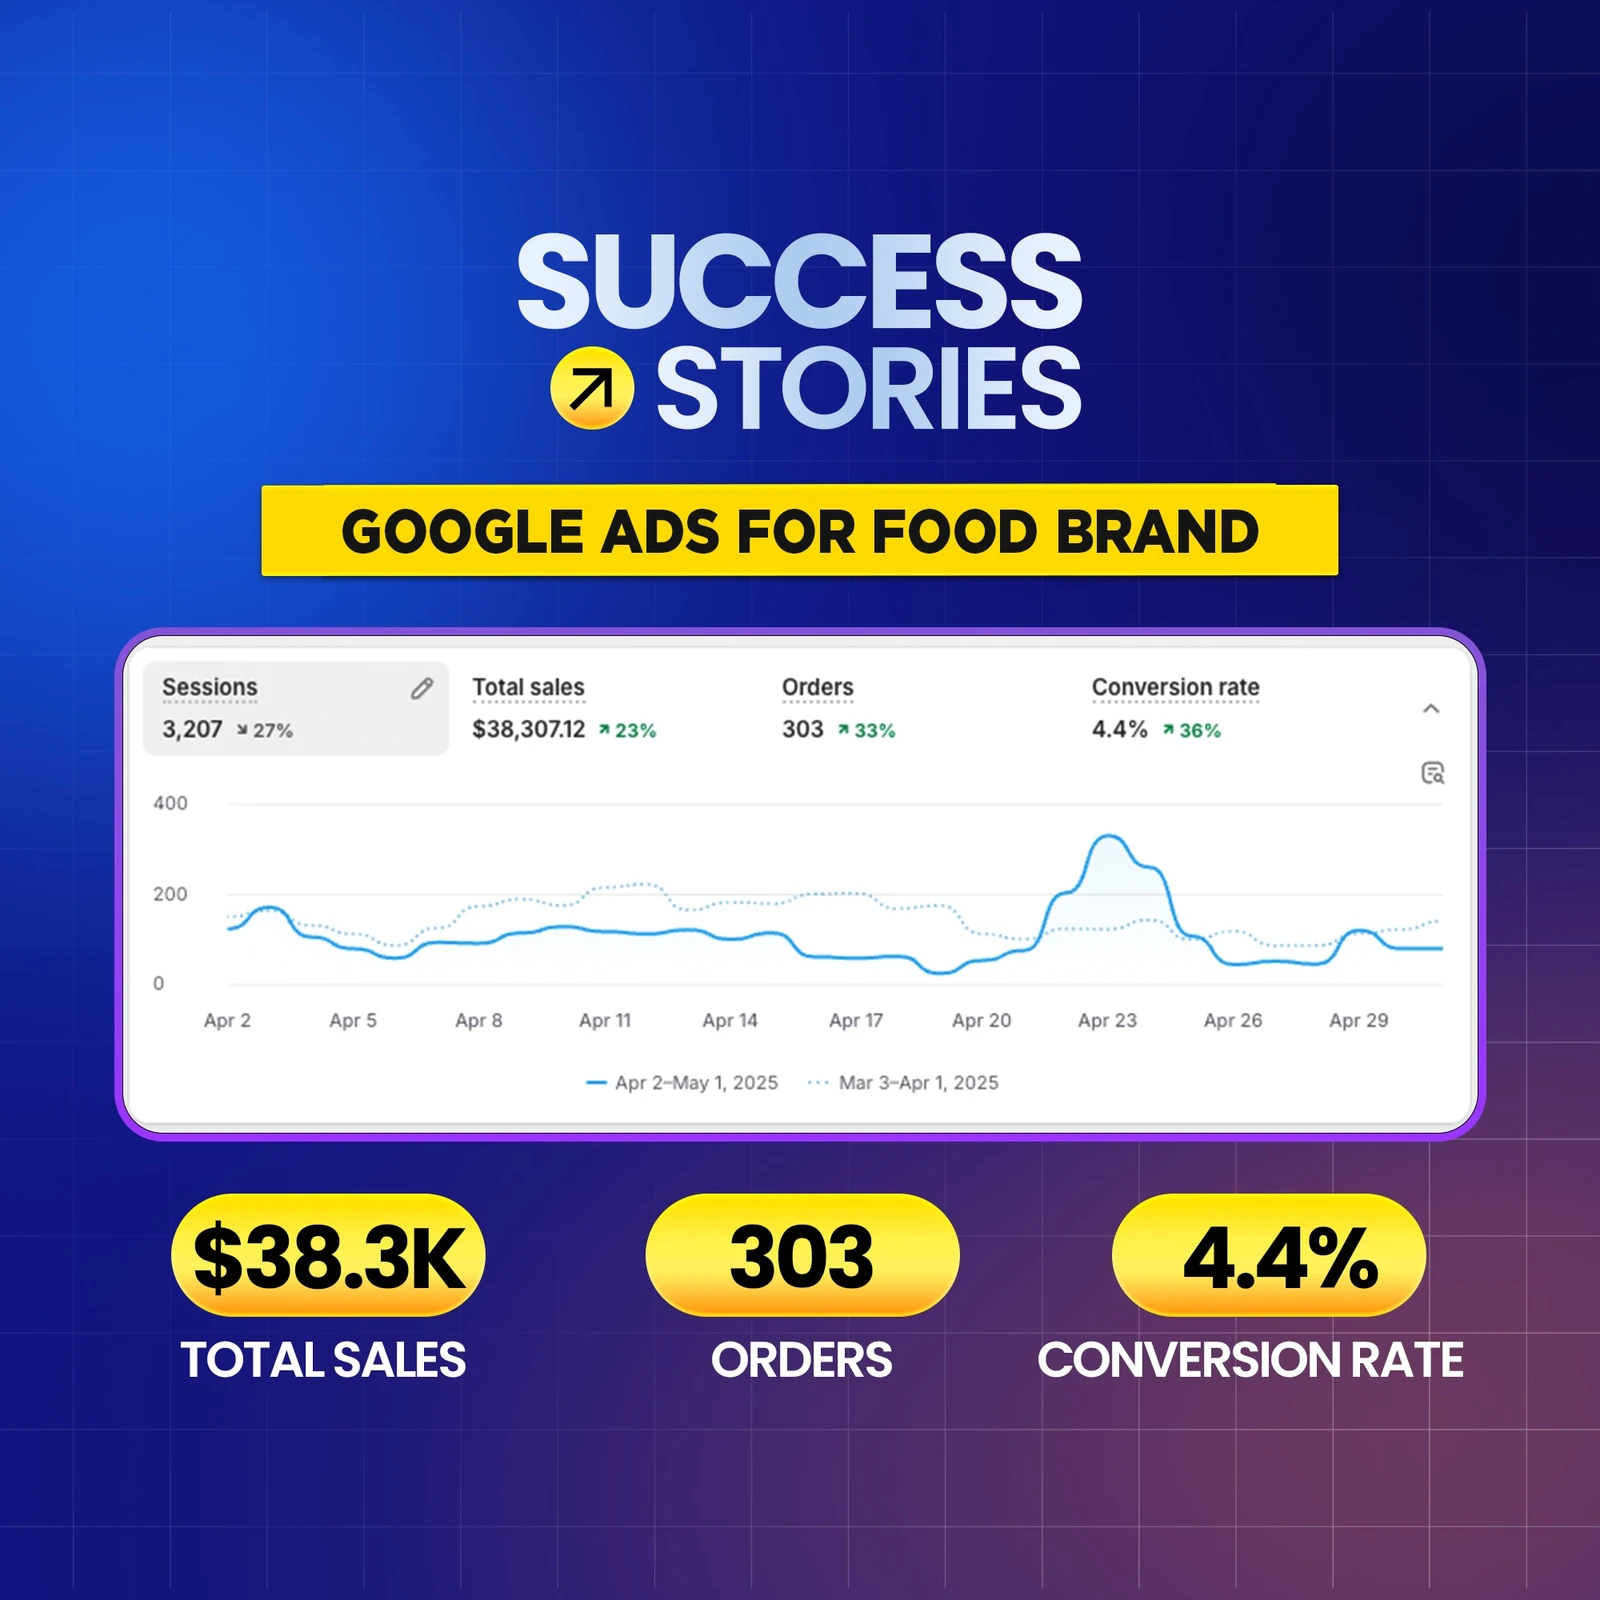 SUCCESS
STORIES
GOOGLE ADS FOR FOOD BRAND
Sessions
3,207 27%
Total sales
$38,307.12 23%
Orders
303 33%
Conversion rate
4.4% 36%
400
200
0
Apr 2 Apr 5 Apr 8 Apr 11 Apr 14 Apr 17 Apr 20 Apr 23 Apr 26 Apr 29
Apr 2–May 1, 2025 Mar 3–Apr 1, 2025
$38.3K
TOTAL SALES
303
ORDERS
4.4%
CONVERSION RATE